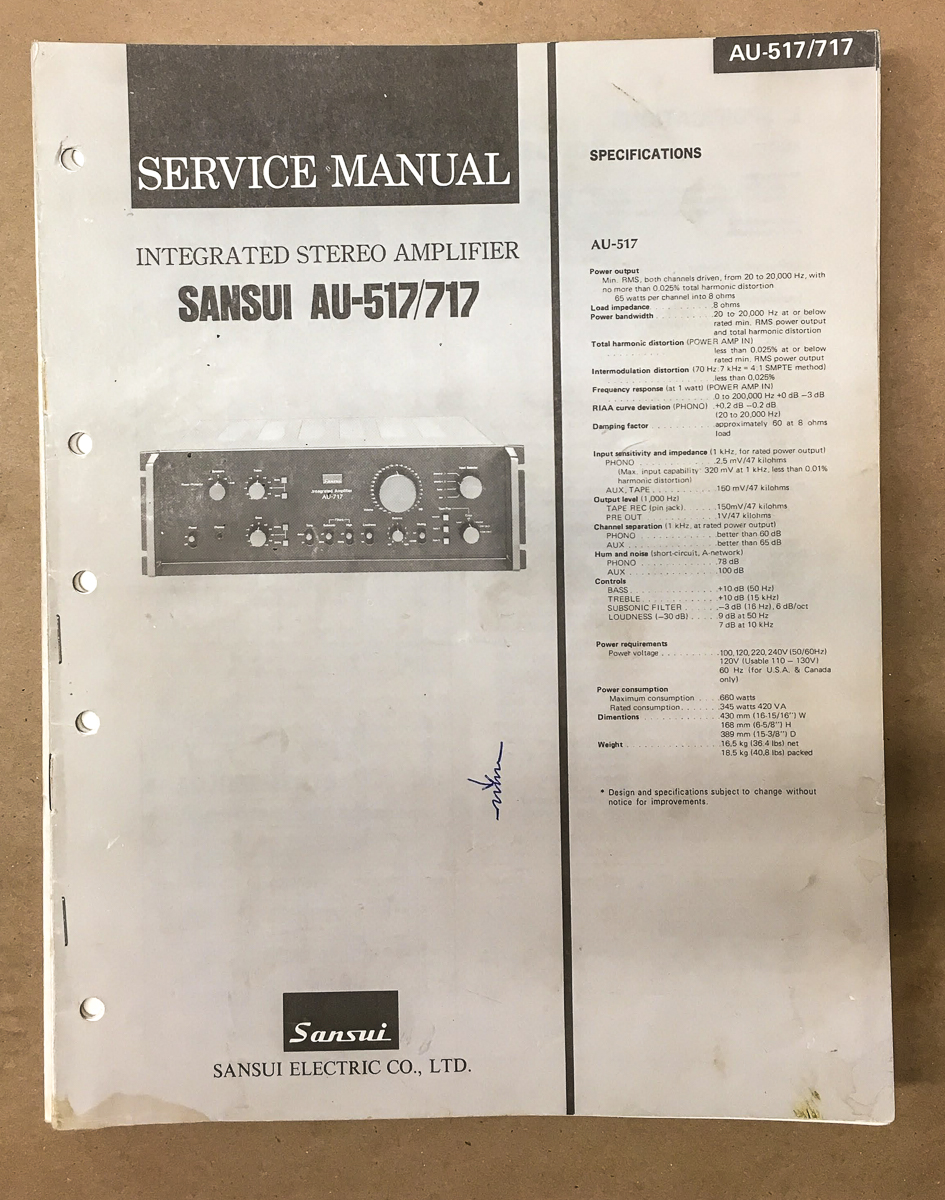 AU-517/717
SERVICE MANUAL
INTEGRATED STEREO AMPLIFIER
SANSUI AU-517/717
Integrated Amplifier
AU-717
Sansui
SANSUI ELECTRIC CO., LTD.
SPECIFICATIONS
AU-517
Power output
Min. RMS, both channels driven, from 20 to 20,000 Hz, with
no more than 0.025% total harmonic distortion
65 watts per channel into 8 ohms
Load impedance . . . . . . . . . . . 8 ohms
Power bandwidth . . . . . . . . . . 20 to 20,000 Hz at or below
rated min. RMS power output
and total harmonic distortion
Total harmonic distortion (POWER AMP IN)
. . . . . . . . . . less than 0.025% at or below
rated min. RMS power output
Intermodulation distortion (70 Hz:7 kHz = 4:1 SMPTE method)
. . . . . . . . . . less than 0,025%
Frequency response (at 1 watt) (POWER AMP IN)
. . . . . . . . . . 0 to 200,000 Hz +0 dB −3 dB
RIAA curve deviation (PHONO) . +0.2 dB −0.2 dB
(20 to 20,000 Hz)
Damping factor . . . . . . . . . . approximately 60 at 8 ohms
load
Input sensitivity and impedance (1 kHz, for rated power output)
PHONO . . . . . . . . . . . 2.5 mV/47 kilohms
(Max. input capability: 320 mV at 1 kHz, less than 0.01%
harmonic distortion)
AUX, TAPE . . . . . . . . . 150 mV/47 kilohms
Output level (1,000 Hz)
TAPE REC (pin jack) . . . . . 150mV/47 kilohms
PRE OUT . . . . . . . . . . 1V/47 kilohms
Channel separation (1 kHz, at rated power output)
PHONO . . . . . . . . . . . better than 60 dB
AUX . . . . . . . . . . . . better than 65 dB
Hum and noise (short-circuit, A-network)
PHONO . . . . . . . . . . . 78 dB
AUX . . . . . . . . . . . . 100 dB
Controls
BASS . . . . . . . . . . . . +10 dB (50 Hz)
TREBLE . . . . . . . . . . . +10 dB (15 kHz)
SUBSONIC FILTER . . . . . −3 dB (16 Hz), 6 dB/oct
LOUDNESS (−30 dB) . . . . . 9 dB at 50 Hz
7 dB at 10 kHz
Power requirements
Power voltage . . . . . . . . . 100, 120, 220, 240V (50/60Hz)
120V (Usable 110 – 130V)
60 Hz (for U.S.A. & Canada
only)
Power consumption
Maximum consumption . . . . 660 watts
Rated consumption . . . . . . 345 watts 420 VA
Dimentions . . . . . . . . . . . 430 mm (16-15/16") W
168 mm (6-5/8") H
389 mm (15-3/8") D
Weight . . . . . . . . . . . . . 16,5 kg (36.4 lbs) net
18.5 kg (40,8 lbs) packed
* Design and specifications subject to change without
notice for improvements.